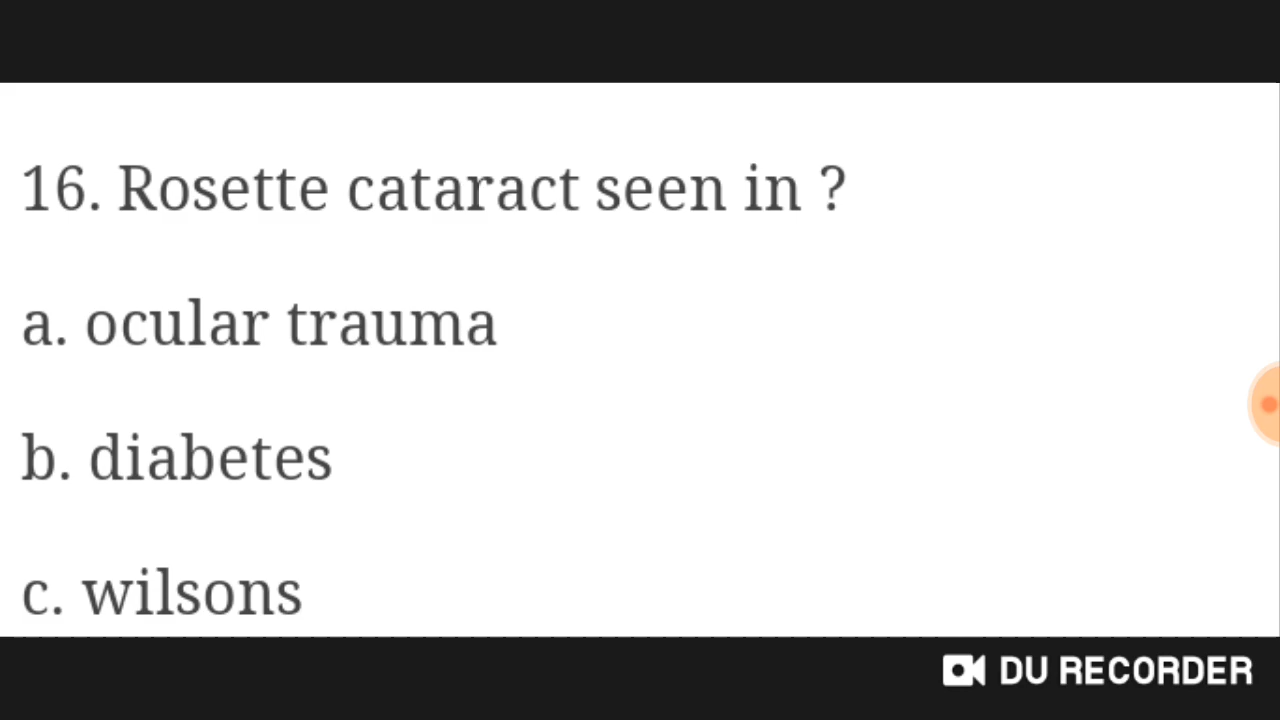 16. Rosette cataract seen in ?
a. ocular trauma
b. diabetes
c. wilsons
DU RECORDER